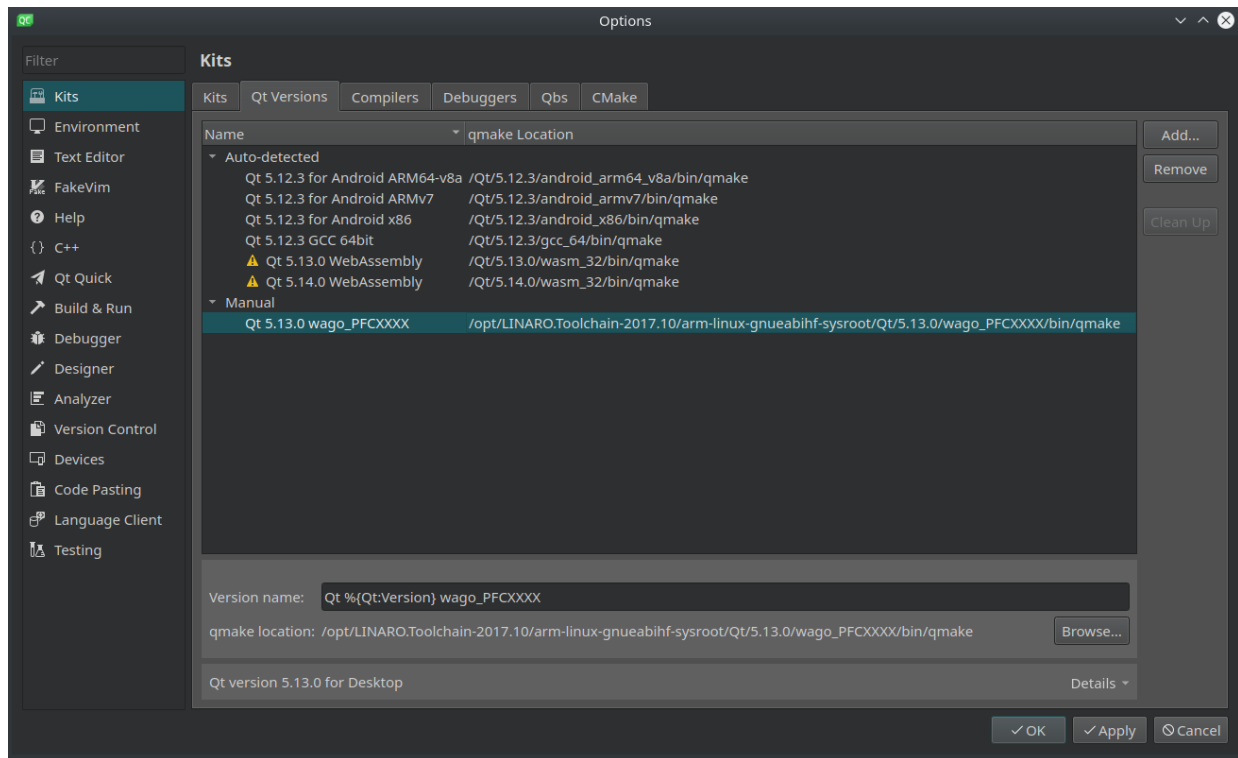 QC
Options
Filter
Kits
Kits
Environment
Text Editor
FakeVim
Help
C++
Qt Quick
Build & Run
Debugger
Designer
Analyzer
Version Control
Devices
Code Pasting
Language Client
Testing
Kits Qt Versions Compilers Debuggers Qbs CMake
Name qmake Location
Auto-detected
Qt 5.12.3 for Android ARM64-v8a /Qt/5.12.3/android_arm64_v8a/bin/qmake
Qt 5.12.3 for Android ARMv7 /Qt/5.12.3/android_armv7/bin/qmake
Qt 5.12.3 for Android x86 /Qt/5.12.3/android_x86/bin/qmake
Qt 5.12.3 GCC 64bit /Qt/5.12.3/gcc_64/bin/qmake
Qt 5.13.0 WebAssembly /Qt/5.13.0/wasm_32/bin/qmake
Qt 5.14.0 WebAssembly /Qt/5.14.0/wasm_32/bin/qmake
Manual
Qt 5.13.0 wago_PFCXXXX /opt/LINARO.Toolchain-2017.10/arm-linux-gnueabihf-sysroot/Qt/5.13.0/wago_PFCXXXX/bin/qmake
Add...
Remove
Clean Up
Version name: Qt %{Qt:Version} wago_PFCXXXX
qmake location: /opt/LINARO.Toolchain-2017.10/arm-linux-gnueabihf-sysroot/Qt/5.13.0/wago_PFCXXXX/bin/qmake Browse...
Qt version 5.13.0 for Desktop Details
OK Apply Cancel